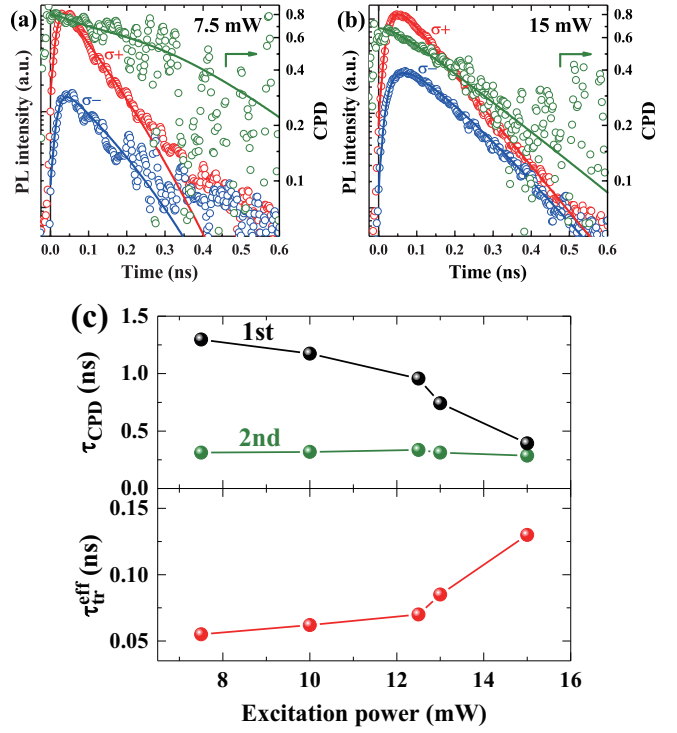 (a) 7.5 mW
σ+
σ−
PL intensity (a.u.)
0.8
0.6
0.4
0.2
0.1
CPD
0.0 0.1 0.2 0.3 0.4 0.5 0.6
Time (ns)
(b) 15 mW
σ+
σ−
PL intensity (a.u.)
0.8
0.6
0.4
0.2
0.1
CPD
0.0 0.1 0.2 0.3 0.4 0.5 0.6
Time (ns)
(c)
1.5
1.0
0.5
0.0
τCPD (ns)
1st
2nd
0.15
0.10
0.05
τtr^eff (ns)
8 10 12 14 16
Excitation power (mW)